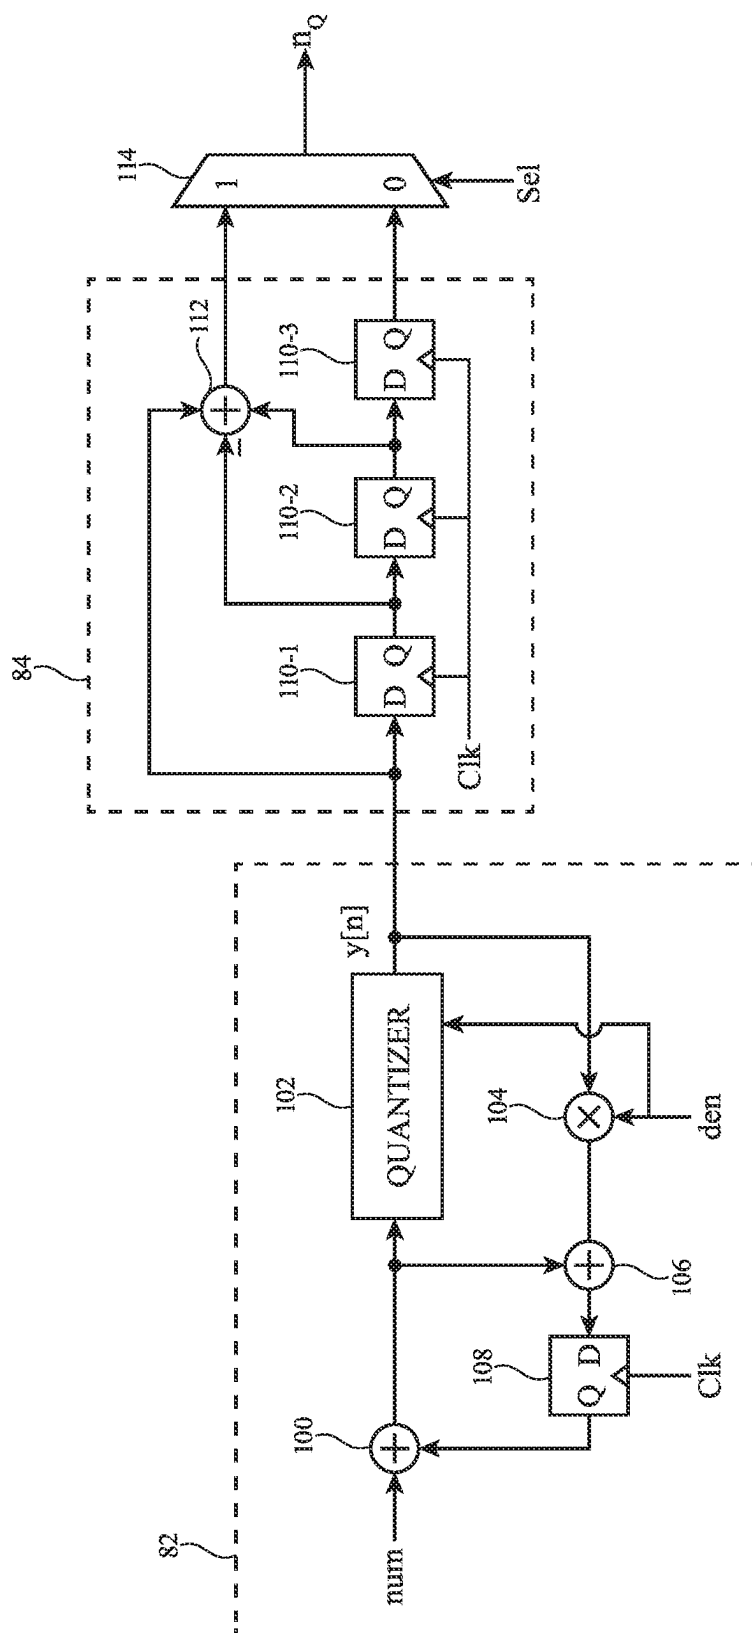 82
num
100
102
QUANTIZER
y[n]
104
den
106
108
Q D
Clk
84
110-1
D Q
110-2
D Q
110-3
D Q
112
+
−
Clk
114
1
0
Sel
nQ